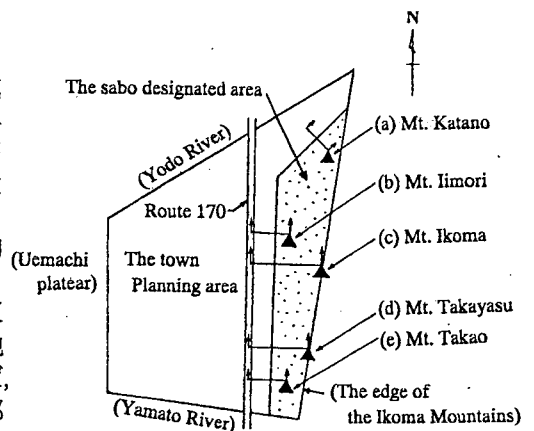 N
The sabo designated area
(a) Mt. Katano
(Yodo River)
(b) Mt. Iimori
Route 170
(c) Mt. Ikoma
(Uemachi
platear)
The town
Planning area
(d) Mt. Takayasu
(e) Mt. Takao
(The edge of
the Ikoma Mountains)
(Yamato River)